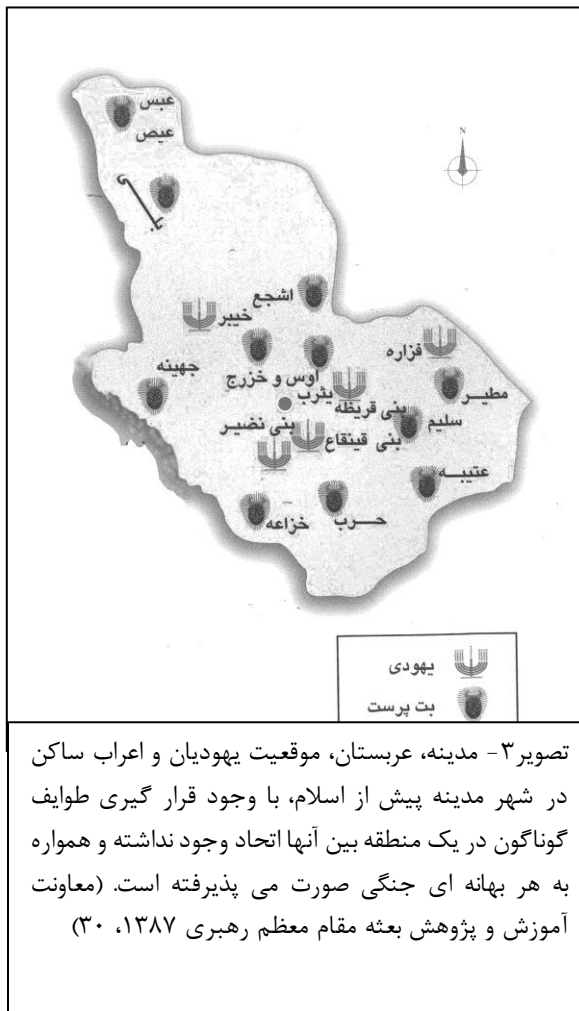 عبس
عیص
N
بلی
اشجع
خیبر
فزاره
جهینه
اوس و خزرج
یثرب
مطیر
بنی قریظه
سلیم
بنی نضیر
بنی قینقاع
عتیبه
حرب
خزاعه
یهودی
بت پرست
تصویر۳- مدینه، عربستان، موقعیت یهودیان و اعراب ساکن
در شهر مدینه پیش از اسلام، با وجود قرار گیری طوایف
گوناگون در یک منطقه بین آنها اتحاد وجود نداشته و همواره
به هر بهانه ای جنگی صورت می پذیرفته است. (معاونت
آموزش و پژوهش بعثه مقام معظم رهبری ۱۳۸۷، ۳۰)